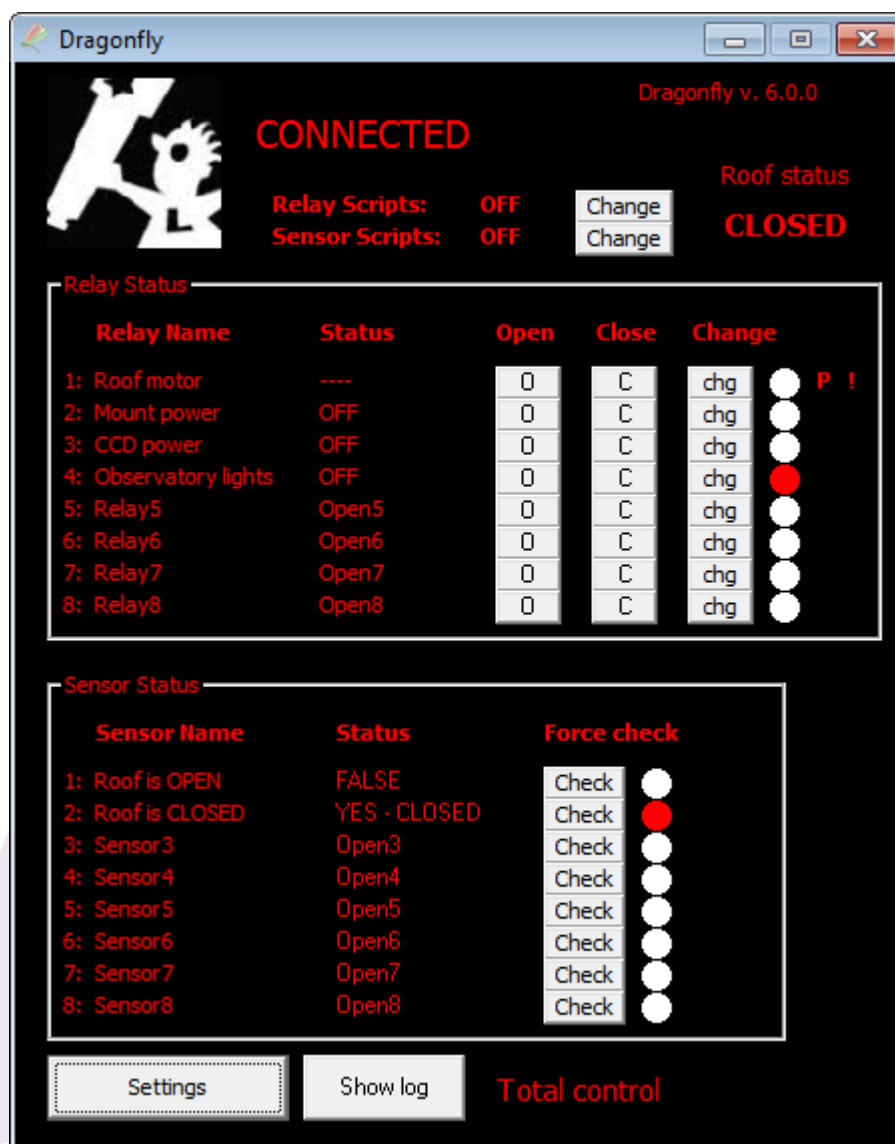 Dragonfly
Dragonfly v. 6.0.0
CONNECTED
Roof status
Relay Scripts: OFF Change
CLOSED
Sensor Scripts: OFF Change
L
Relay Status
Relay Name Status Open Close Change
1: Roof motor ---- O C chg P !
2: Mount power OFF O C chg
3: CCD power OFF O C chg
4: Observatory lights OFF O C chg
5: Relay5 Open5 O C chg
6: Relay6 Open6 O C chg
7: Relay7 Open7 O C chg
8: Relay8 Open8 O C chg
Sensor Status
Sensor Name Status Force check
1: Roof is OPEN FALSE Check
2: Roof is CLOSED YES - CLOSED Check
3: Sensor3 Open3 Check
4: Sensor4 Open4 Check
5: Sensor5 Open5 Check
6: Sensor6 Open6 Check
7: Sensor7 Open7 Check
8: Sensor8 Open8 Check
Settings Show log Total control